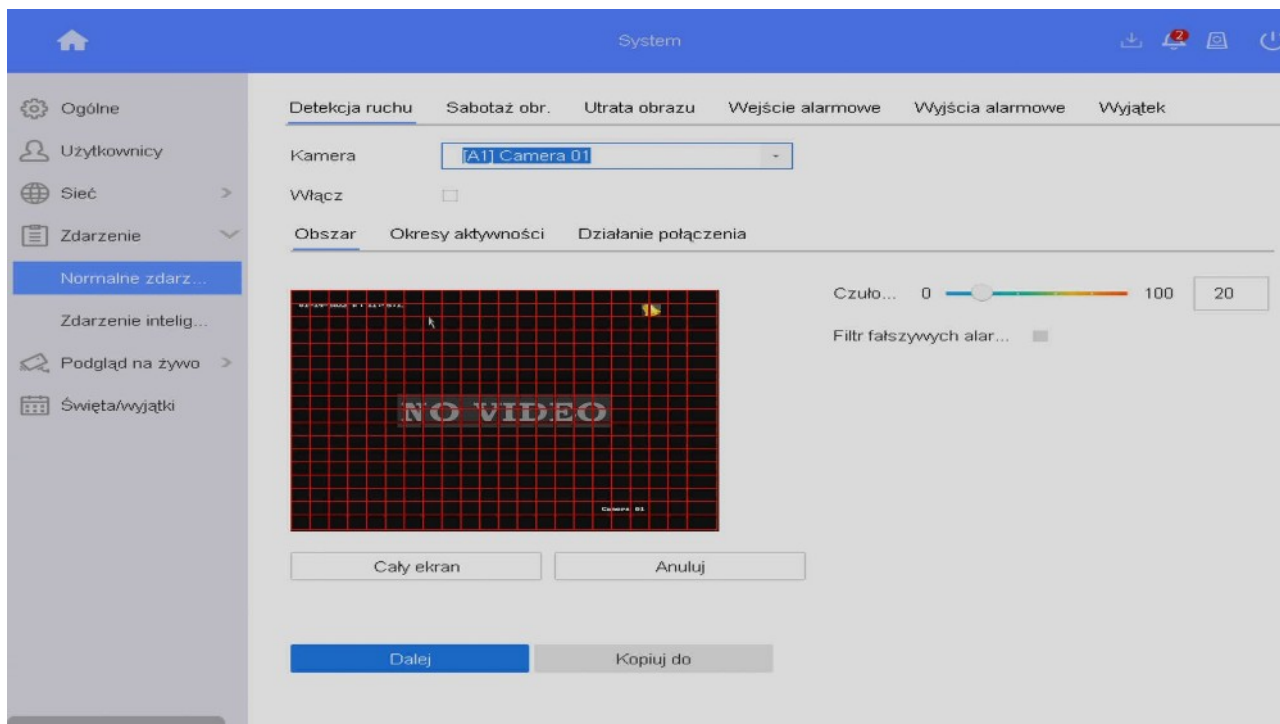 System
2
Ogólne
Użytkownicy
Sieć
Zdarzenie
Normalne zdarz...
Zdarzenie intelig...
Podgląd na żywo
Święta/wyjątki
Detekcja ruchu Sabotaż obr. Utrata obrazu Wejście alarmowe Wyjścia alarmowe Wyjątek
Kamera [A1] Camera 01
Włącz
Obszar Okresy aktywności Działanie połączenia
Czuło... 0 100 20
Filtr fałszywych alar...
NO VIDEO
Camera 01
Cały ekran Anuluj
Dalej Kopiuj do